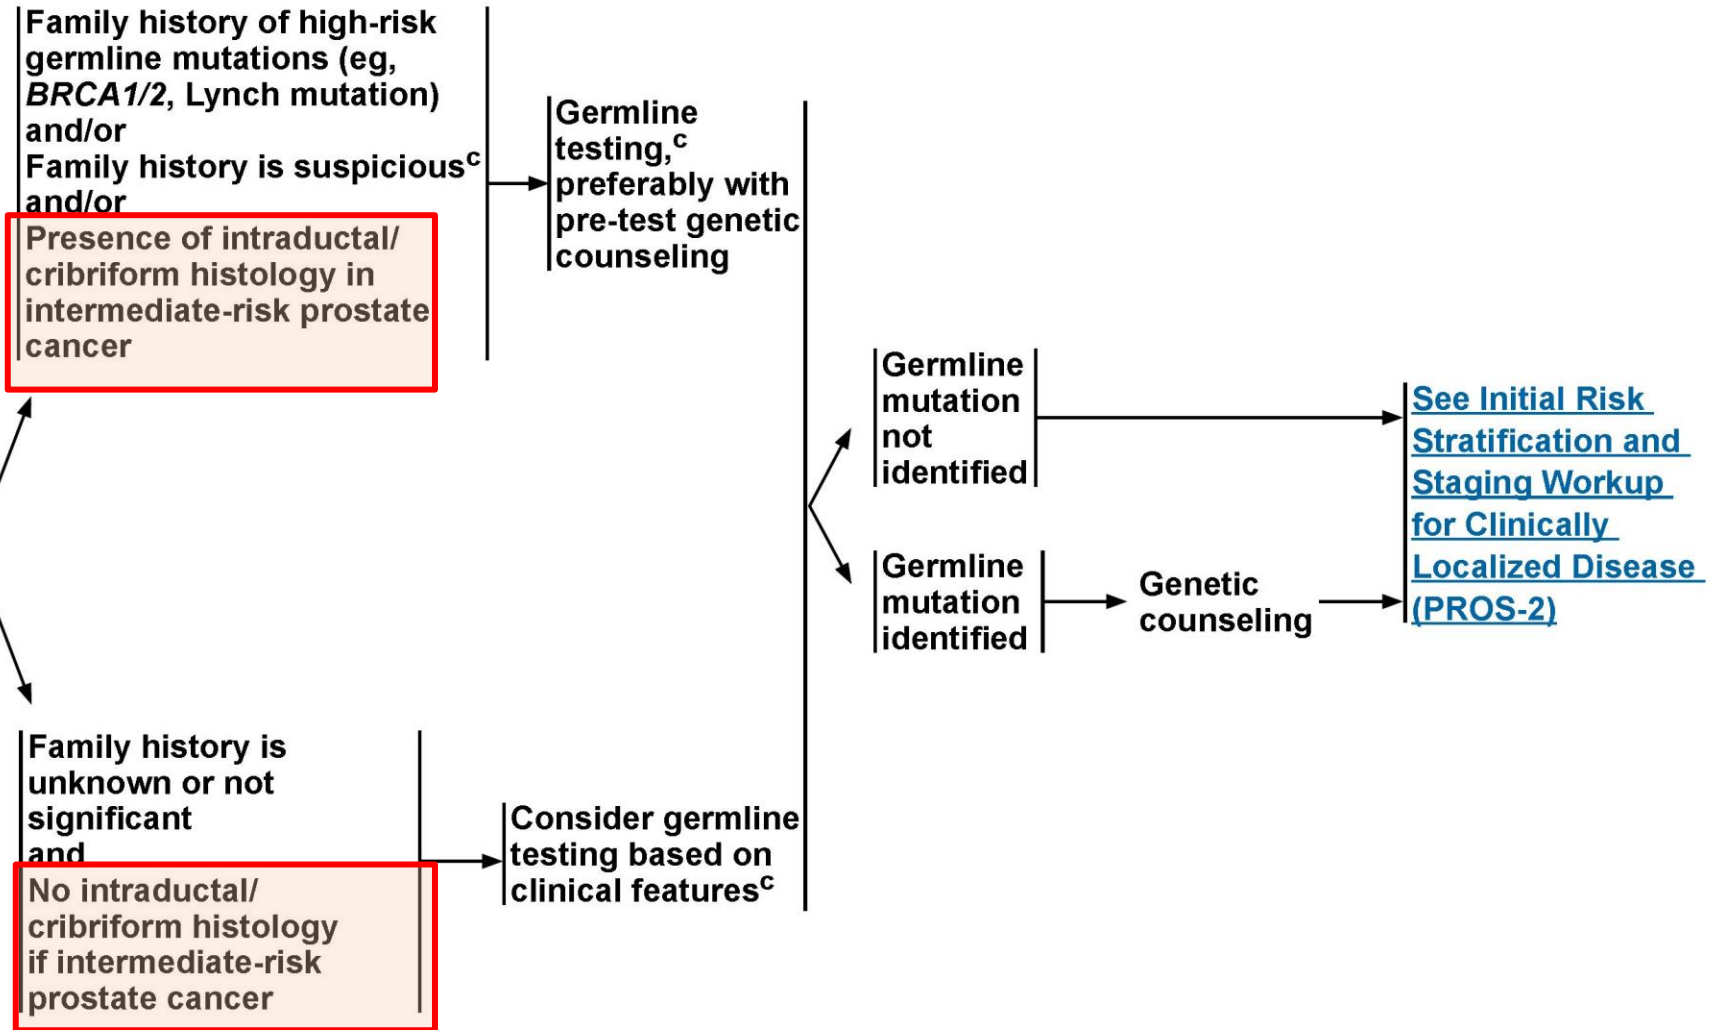 Family history of high-risk
germline mutations (eg,
BRCA1/2, Lynch mutation)
and/or
Family history is suspiciousc
and/or
Presence of intraductal/
cribriform histology in
intermediate-risk prostate
cancer
Germline
testing,c
preferably with
pre-test genetic
counseling
Family history is
unknown or not
significant
and
No intraductal/
cribriform histology
if intermediate-risk
prostate cancer
Consider germline
testing based on
clinical featuresc
Germline
mutation
not
identified
Germline
mutation
identified
Genetic
counseling
See Initial Risk
Stratification and
Staging Workup
for Clinically
Localized Disease
(PROS-2)